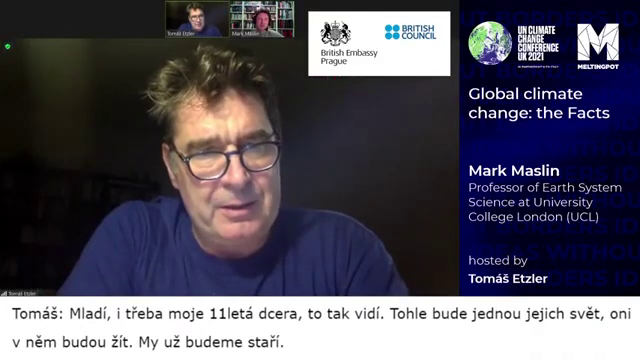 Tomáš Etzler
Mark Maslin
British Embassy
Prague
BRITISH
COUNCIL
UN CLIMATE
CHANGE
CONFERENCE
UK 2021
MELTINGPOT
Global climate
change: the Facts
Mark Maslin
Professor of Earth System
Science at University
College London (UCL)
hosted by
Tomáš Etzler
Tomáš Etzler
Tomáš: Mladí, i třeba moje 11letá dcera, to tak vidí. Tohle bude jednou jejich svět, oni
v něm budou žít. My už budeme staří.